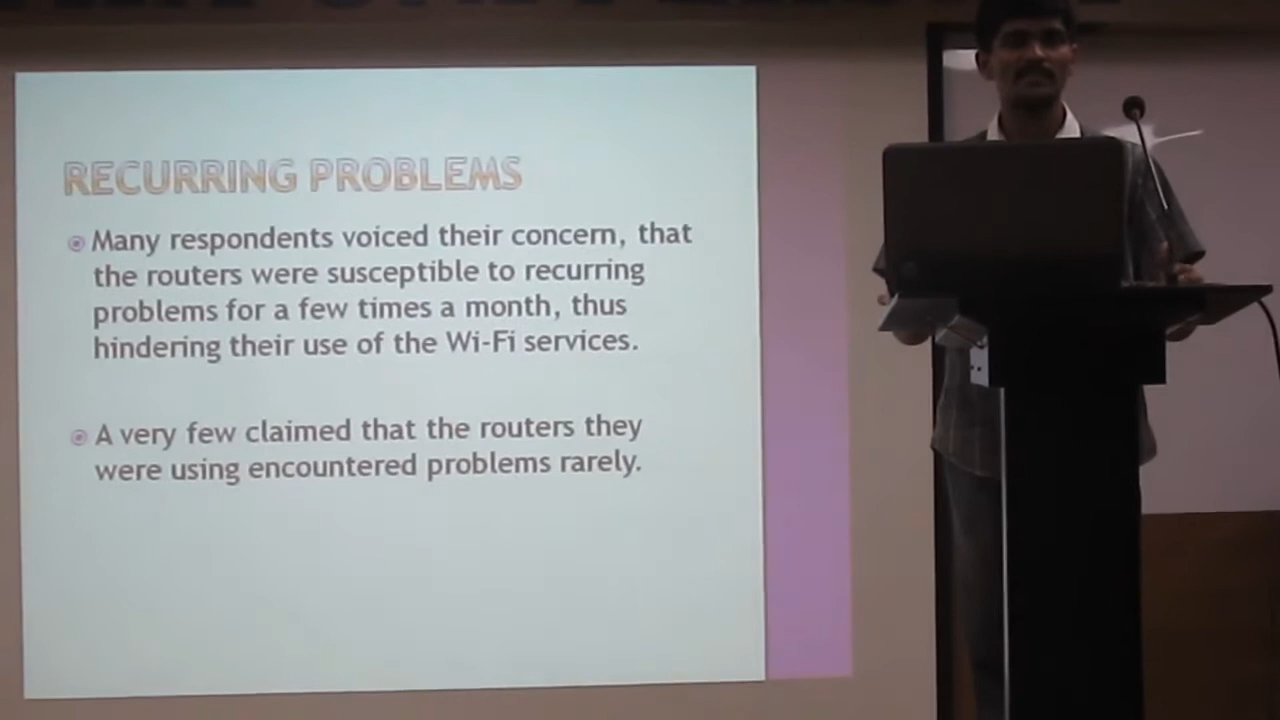 RECURRING PROBLEMS
Many respondents voiced their concern, that
the routers were susceptible to recurring
problems for a few times a month, thus
hindering their use of the Wi-Fi services.
A very few claimed that the routers they
were using encountered problems rarely.